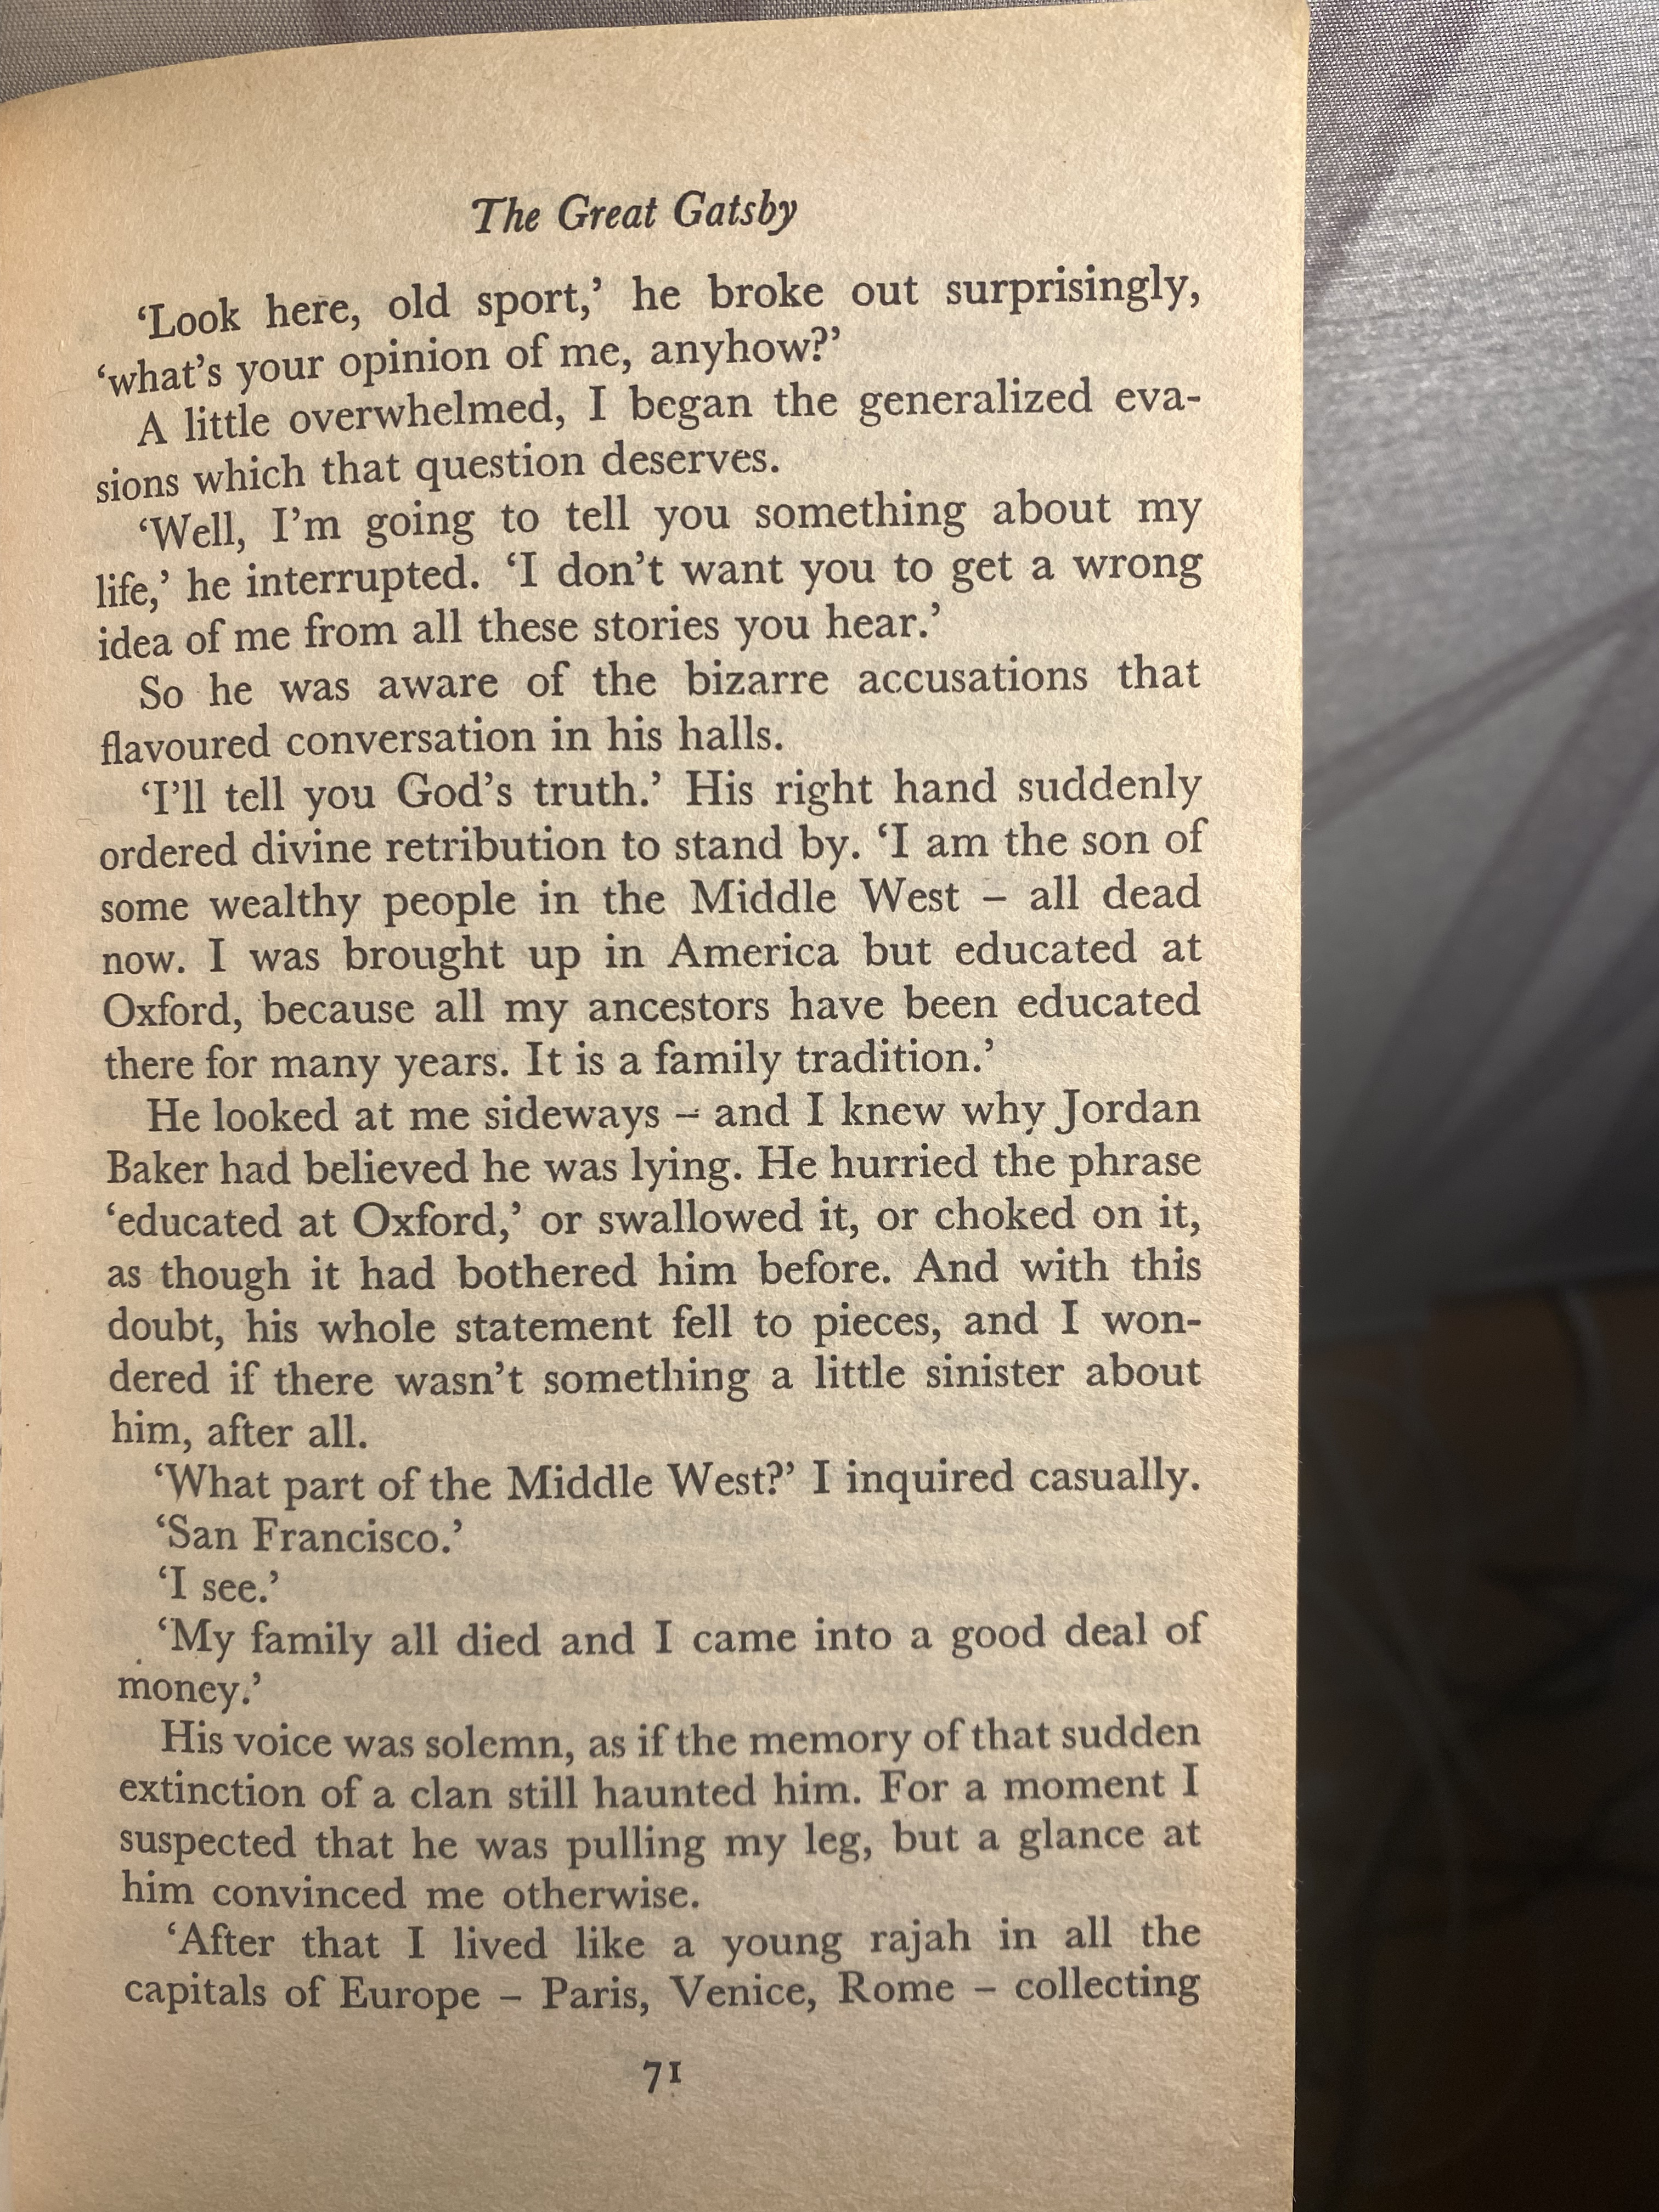 The Great Gatsby
‘Look here, old sport,’ he broke out surprisingly,
‘what’s your opinion of me, anyhow?’
A little overwhelmed, I began the generalized eva-
sions which that question deserves.
‘Well, I’m going to tell you something about my
life,’ he interrupted. ‘I don’t want you to get a wrong
idea of me from all these stories you hear.’
So he was aware of the bizarre accusations that
flavoured conversation in his halls.
‘I’ll tell you God’s truth.’ His right hand suddenly
ordered divine retribution to stand by. ‘I am the son of
some wealthy people in the Middle West – all dead
now. I was brought up in America but educated at
Oxford, because all my ancestors have been educated
there for many years. It is a family tradition.’
He looked at me sideways – and I knew why Jordan
Baker had believed he was lying. He hurried the phrase
‘educated at Oxford,’ or swallowed it, or choked on it,
as though it had bothered him before. And with this
doubt, his whole statement fell to pieces, and I won-
dered if there wasn’t something a little sinister about
him, after all.
‘What part of the Middle West?’ I inquired casually.
‘San Francisco.’
‘I see.’
‘My family all died and I came into a good deal of
money.’
His voice was solemn, as if the memory of that sudden
extinction of a clan still haunted him. For a moment I
suspected that he was pulling my leg, but a glance at
him convinced me otherwise.
‘After that I lived like a young rajah in all the
capitals of Europe – Paris, Venice, Rome – collecting
71